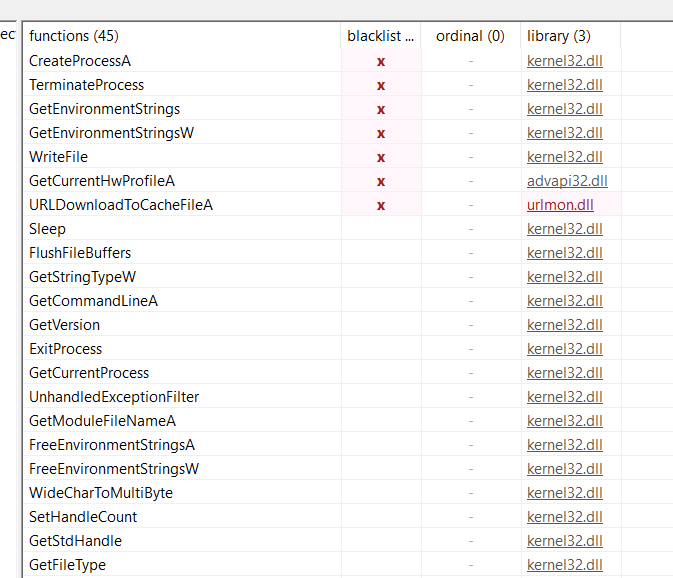 ec functions (45) blacklist ... ordinal (0) library (3)
CreateProcessA x - kernel32.dll
TerminateProcess x - kernel32.dll
GetEnvironmentStrings x - kernel32.dll
GetEnvironmentStringsW x - kernel32.dll
WriteFile x - kernel32.dll
GetCurrentHwProfileA x - advapi32.dll
URLDownloadToCacheFileA x - urlmon.dll
Sleep - kernel32.dll
FlushFileBuffers - kernel32.dll
GetStringTypeW - kernel32.dll
GetCommandLineA - kernel32.dll
GetVersion - kernel32.dll
ExitProcess - kernel32.dll
GetCurrentProcess - kernel32.dll
UnhandledExceptionFilter - kernel32.dll
GetModuleFileNameA - kernel32.dll
FreeEnvironmentStringsA - kernel32.dll
FreeEnvironmentStringsW - kernel32.dll
WideCharToMultiByte - kernel32.dll
SetHandleCount - kernel32.dll
GetStdHandle - kernel32.dll
GetFileType - kernel32.dll